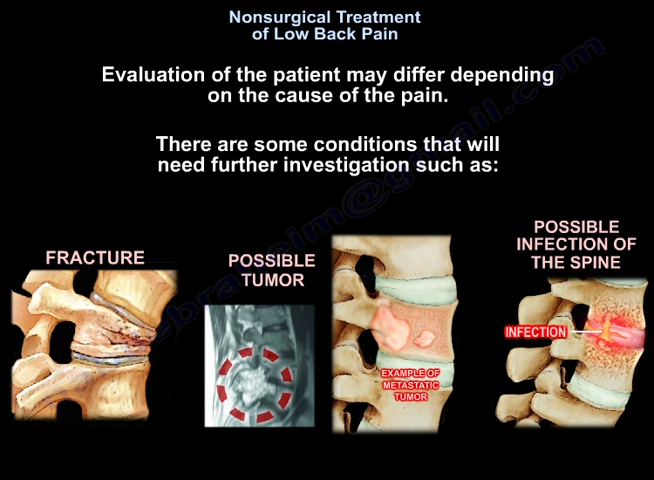 Nonsurgical Treatment
of Low Back Pain
Evaluation of the patient may differ depending
on the cause of the pain.
There are some conditions that will
need further investigation such as:
FRACTURE
POSSIBLE
TUMOR
EXAMPLE OF
METASTATIC
TUMOR
POSSIBLE
INFECTION OF
THE SPINE
INFECTION